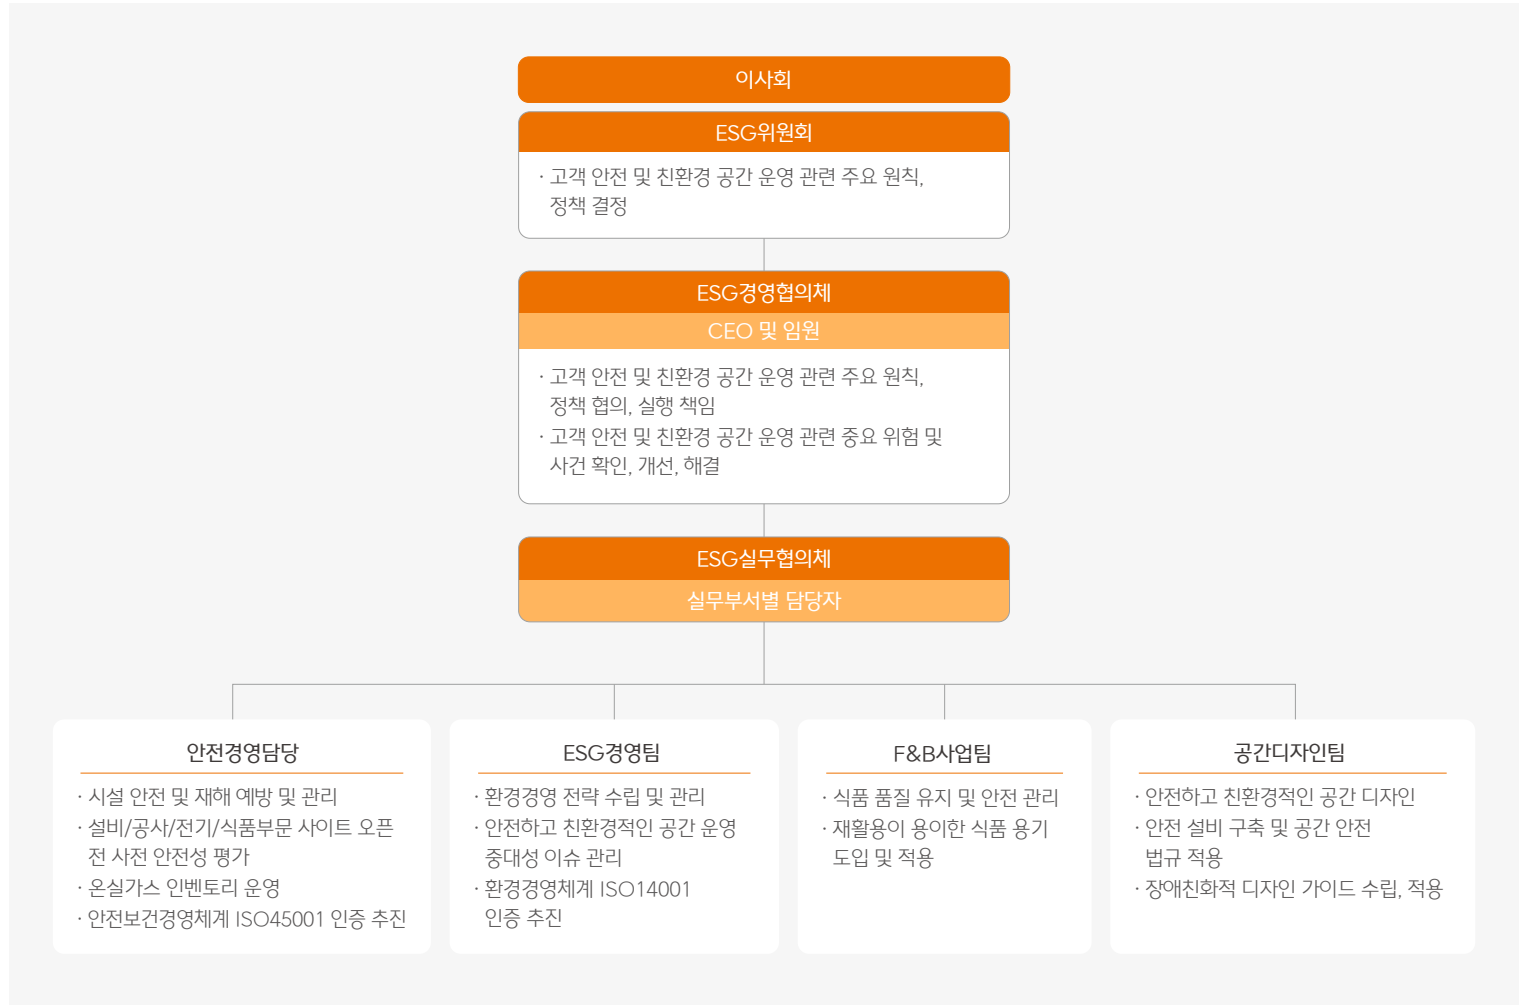 이사회
ESG위원회
· 고객 안전 및 친환경 공간 운영 관련 주요 원칙,
정책 결정
ESG경영협의체
CEO 및 임원
· 고객 안전 및 친환경 공간 운영 관련 주요 원칙,
정책 협의, 실행 책임
· 고객 안전 및 친환경 공간 운영 관련 중요 위험 및
사건 확인, 개선, 해결
ESG실무협의체
실무부서별 담당자
안전경영담당
· 시설 안전 및 재해 예방 및 관리
· 설비/공사/전기/식품부문 사이트 오픈
전 사전 안전성 평가
· 온실가스 인벤토리 운영
· 안전보건경영체계 ISO45001 인증 추진
ESG경영팀
· 환경경영 전략 수립 및 관리
· 안전하고 친환경적인 공간 운영
중대성 이슈 관리
· 환경경영체계 ISO14001
인증 추진
F&B사업팀
· 식품 품질 유지 및 안전 관리
· 재활용이 용이한 식품 용기
도입 및 적용
공간디자인팀
· 안전하고 친환경적인 공간 디자인
· 안전 설비 구축 및 공간 안전
법규 적용
· 장애친화적 디자인 가이드 수립, 적용